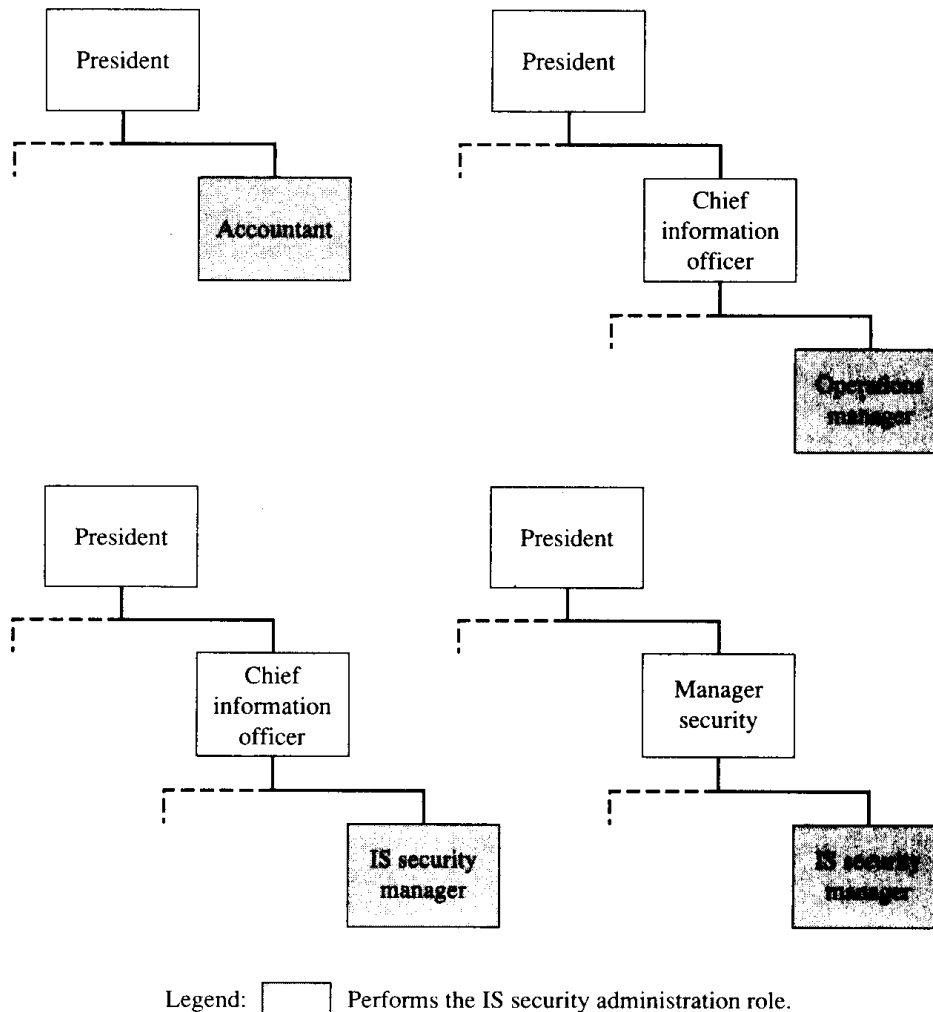 President
Accountant
President
Chief
information
officer
Operations
manager
President
Chief
information
officer
IS security
manager
President
Manager
security
IS security
manager
Legend: Performs the IS security administration role.